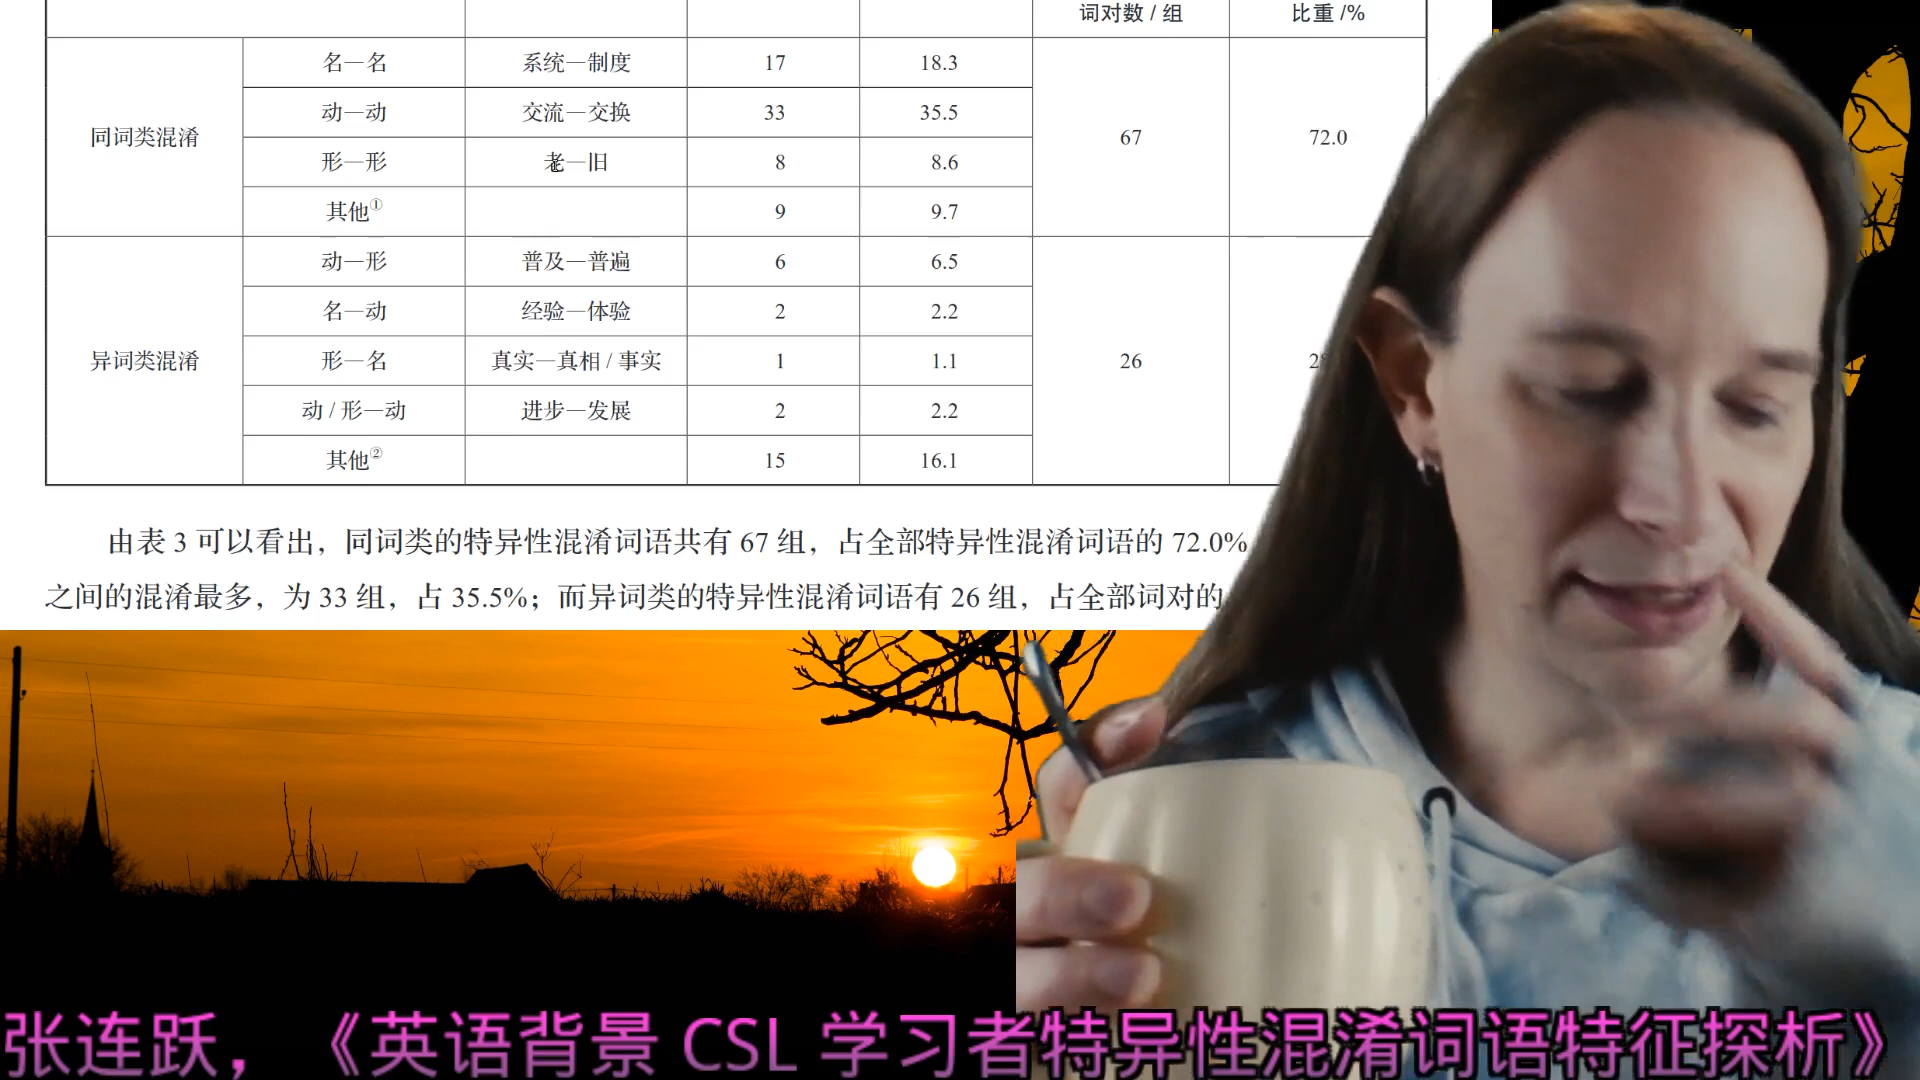 词对数 / 组 比重 /%
同词类混淆 名—名 系统—制度 17 18.3 67 72.0
动—动 交流—交换 33 35.5
形—形 老—旧 8 8.6
其他① 9 9.7
异词类混淆 动—形 普及—普遍 6 6.5 26
名—动 经验—体验 2 2.2
形—名 真实—真相 / 事实 1 1.1
动 / 形—动 进步—发展 2 2.2
其他② 15 16.1
由表 3 可以看出，同词类的特异性混淆词语共有 67 组，占全部特异性混淆词语的 72.0%
之间的混淆最多，为 33 组，占 35.5%；而异词类的特异性混淆词语有 26 组，占全部词对的
张连跃，《英语背景 CSL 学习者特异性混淆词语特征探析》